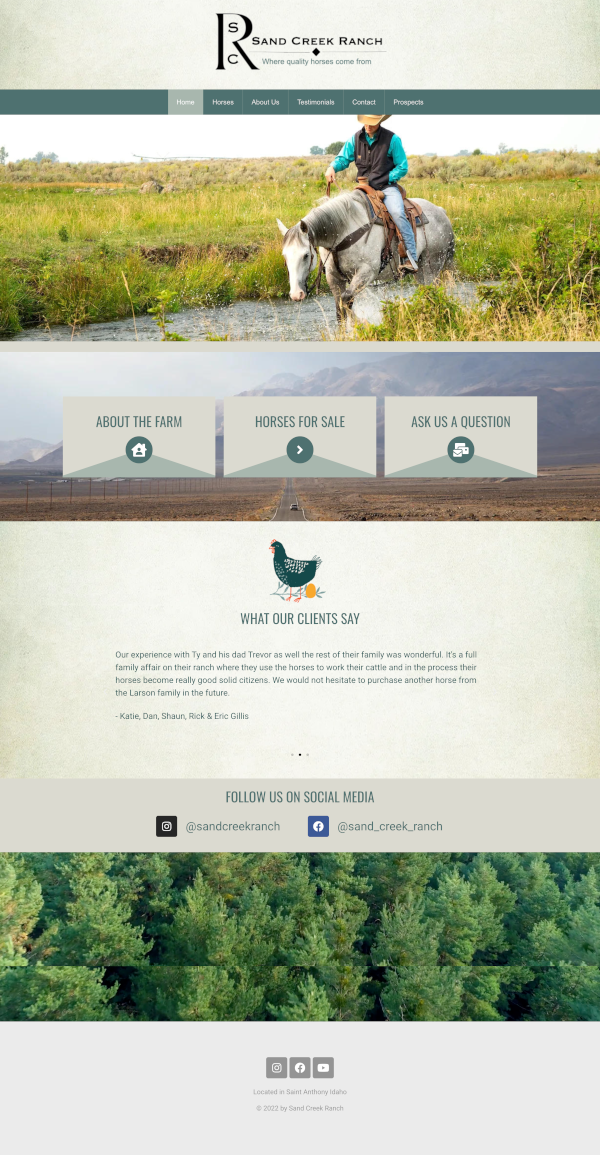 S
R
C
SAND CREEK RANCH
Where quality horses come from
Home Horses About Us Testimonials Contact Prospects
ABOUT THE FARM HORSES FOR SALE ASK US A QUESTION
WHAT OUR CLIENTS SAY
Our experience with Ty and his dad Trevor as well the rest of their family was wonderful. It's a full
family affair on their ranch where they use the horses to work their cattle and in the process their
horses become really good solid citizens. We would not hesitate to purchase another horse from
the Larson family in the future.
- Katie, Dan, Shaun, Rick & Eric Gillis
FOLLOW US ON SOCIAL MEDIA
@sandcreekranch @sand_creek_ranch
Located in Saint Anthony Idaho
© 2022 by Sand Creek Ranch